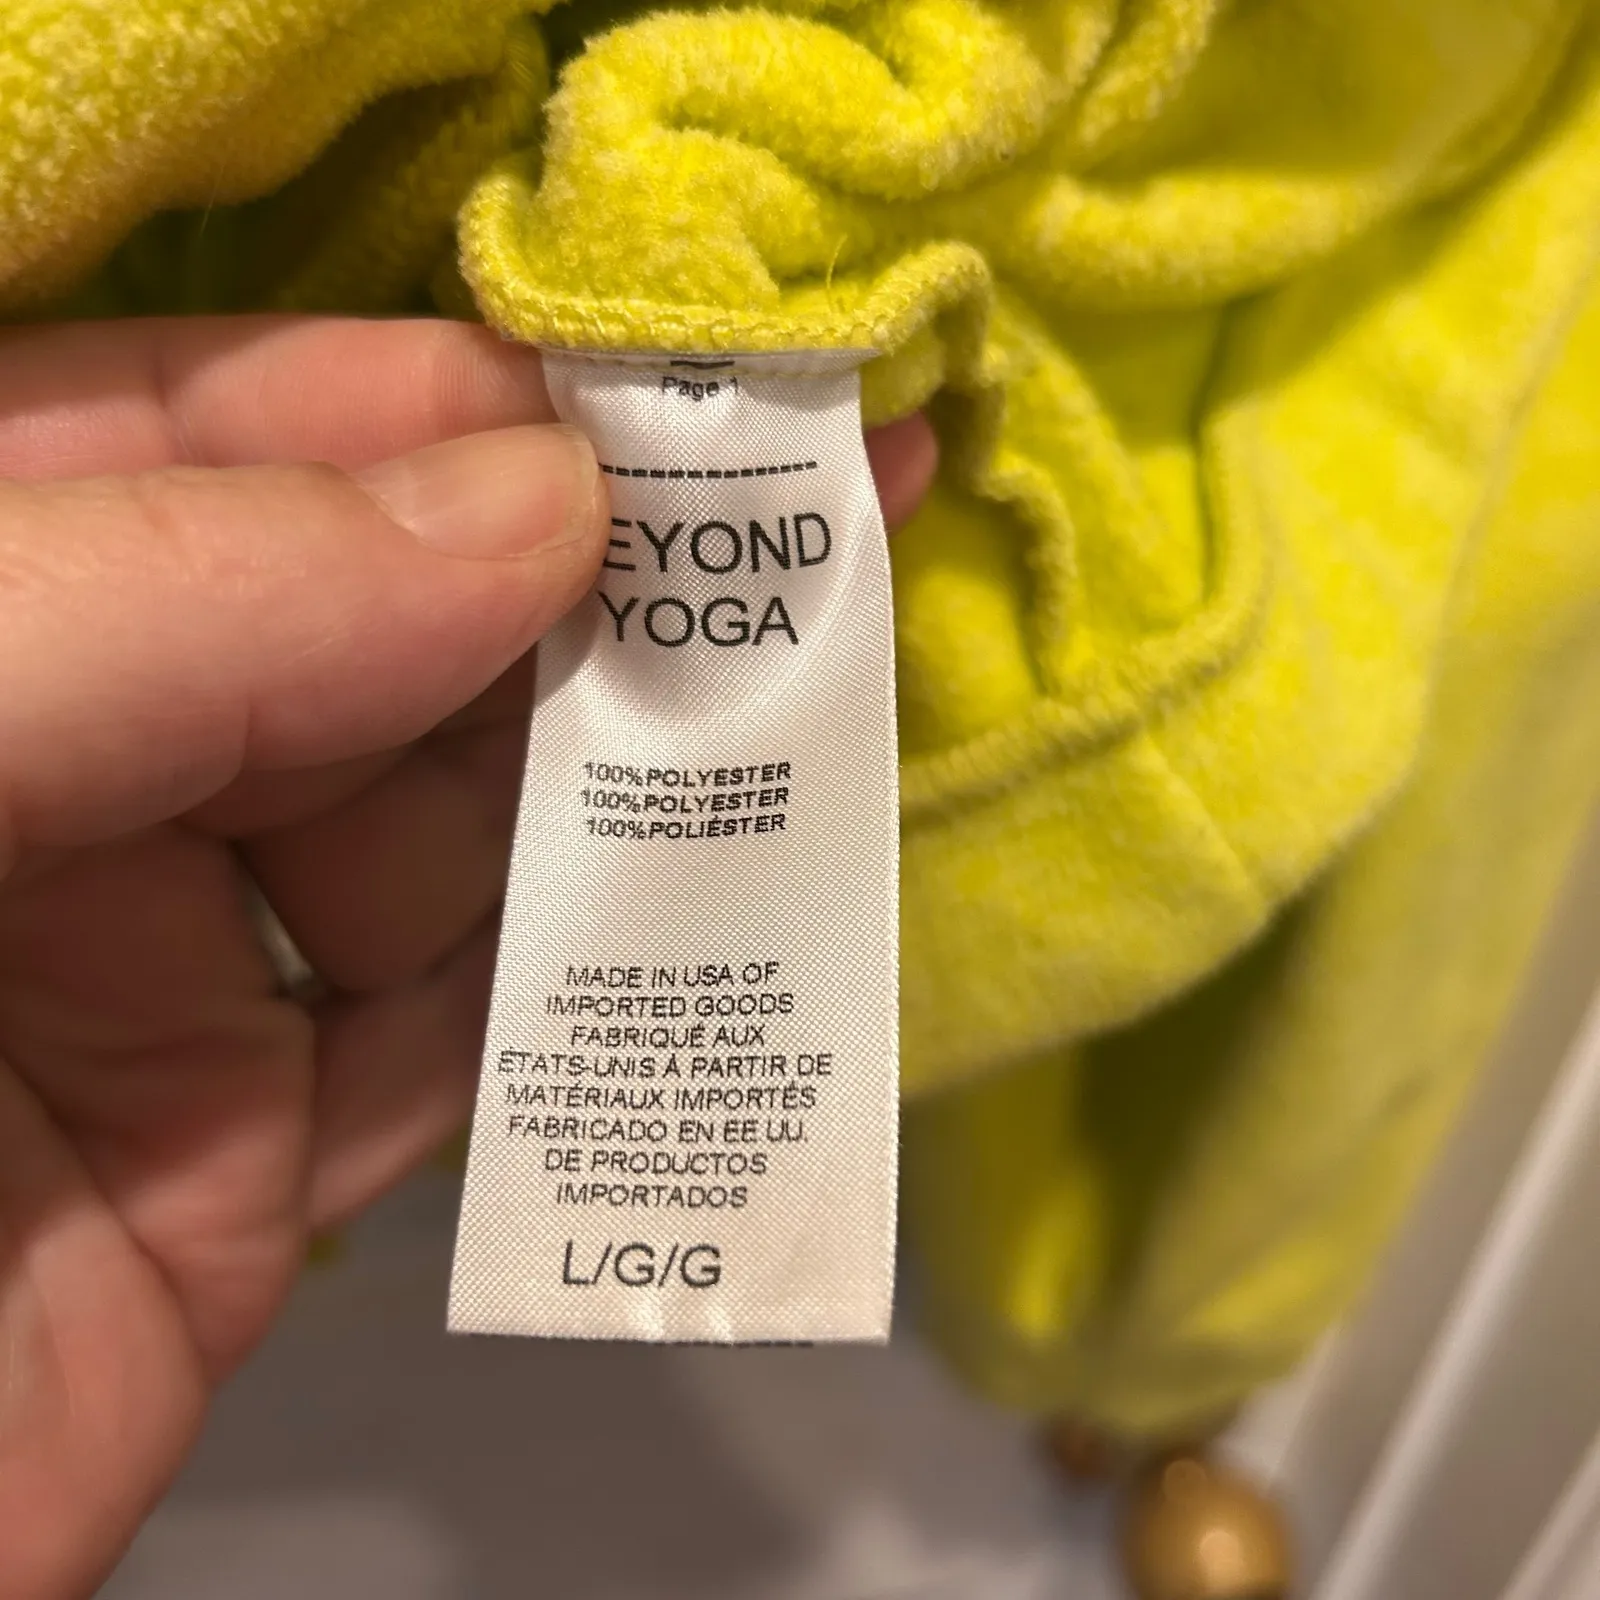 Page 1
EYOND
YOGA
100%POLYESTER
100%POLYESTER
100%POLIÉSTER
MADE IN USA OF
IMPORTED GOODS
FABRIQUÉ AUX
ÉTATS-UNIS À PARTIR DE
MATÉRIAUX IMPORTÉS
FABRICADO EN EE UU.
DE PRODUCTOS
IMPORTADOS
L/G/G